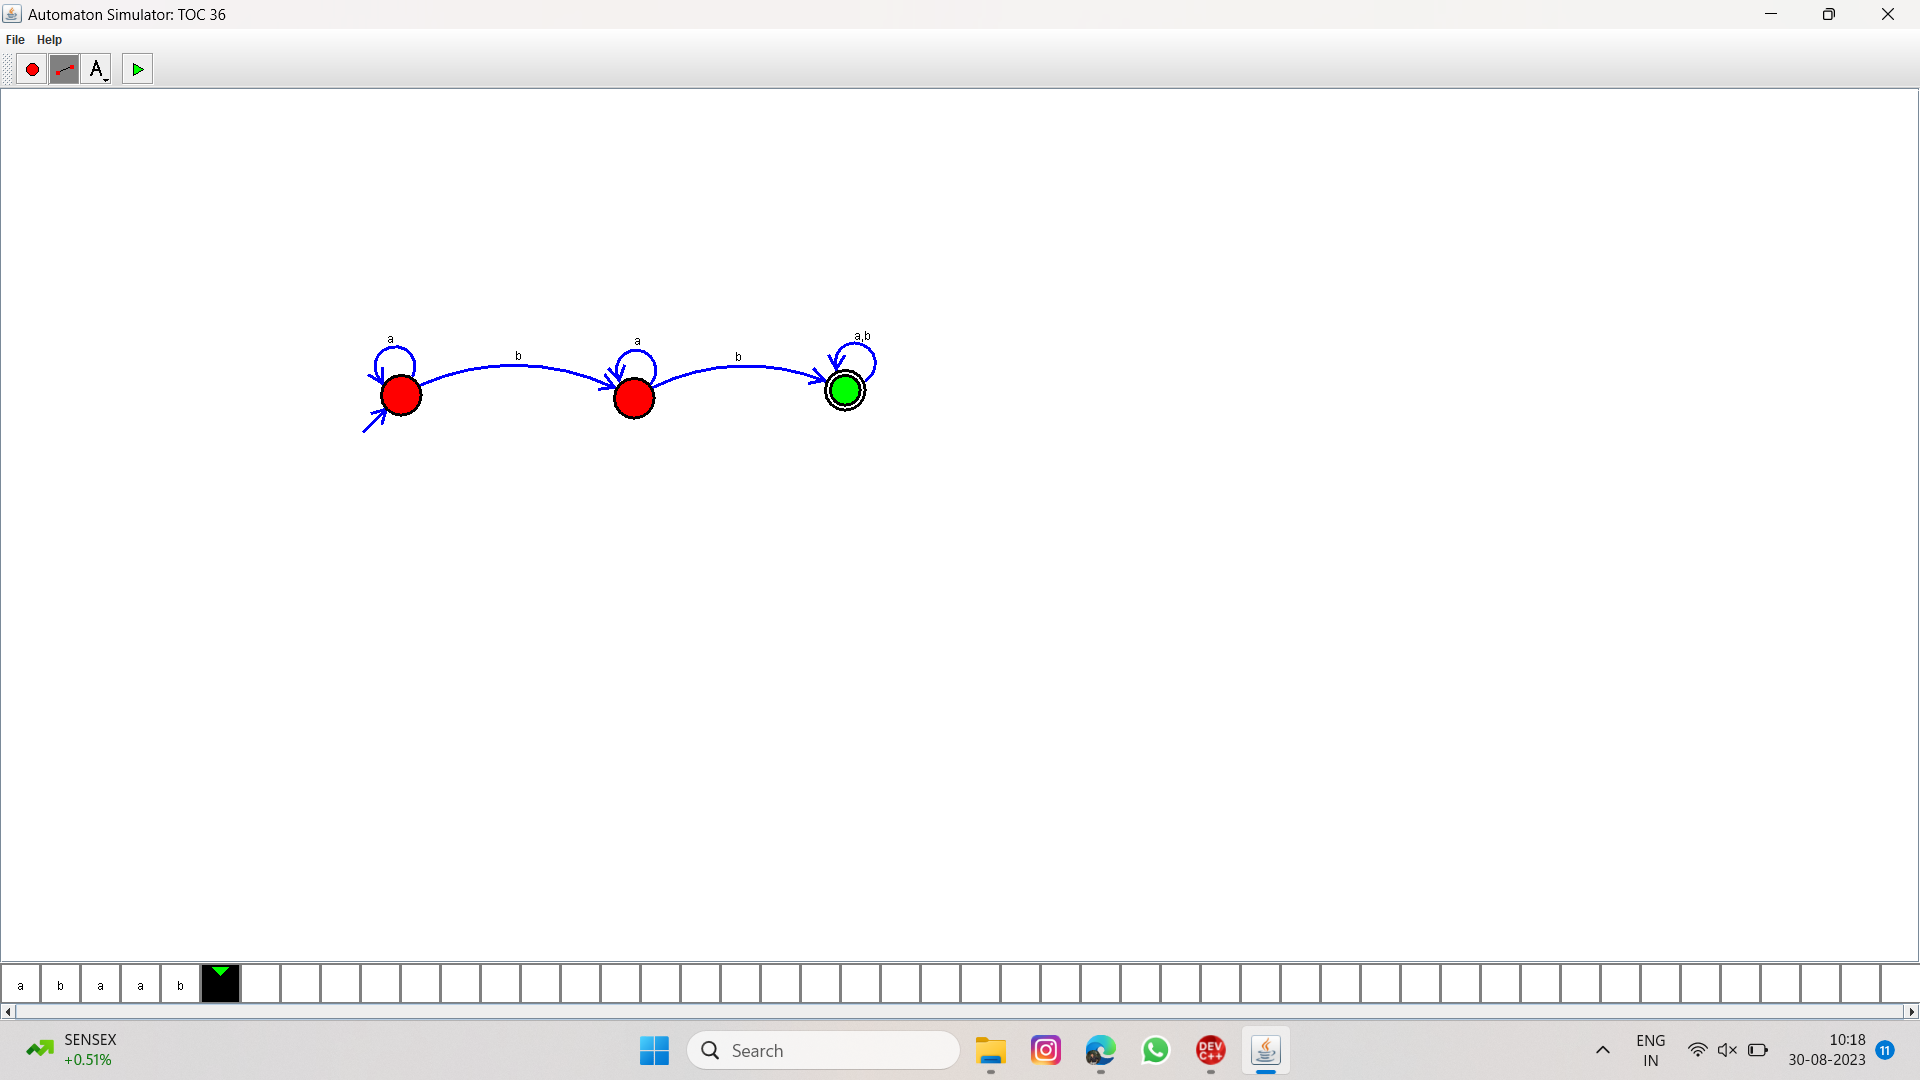 Automaton Simulator: TOC 36
File Help
A
a b a b a,b
a b a a b
SENSEX
+0.51%
Search
DEV
C++
ENG
IN
10:18
30-08-2023
11